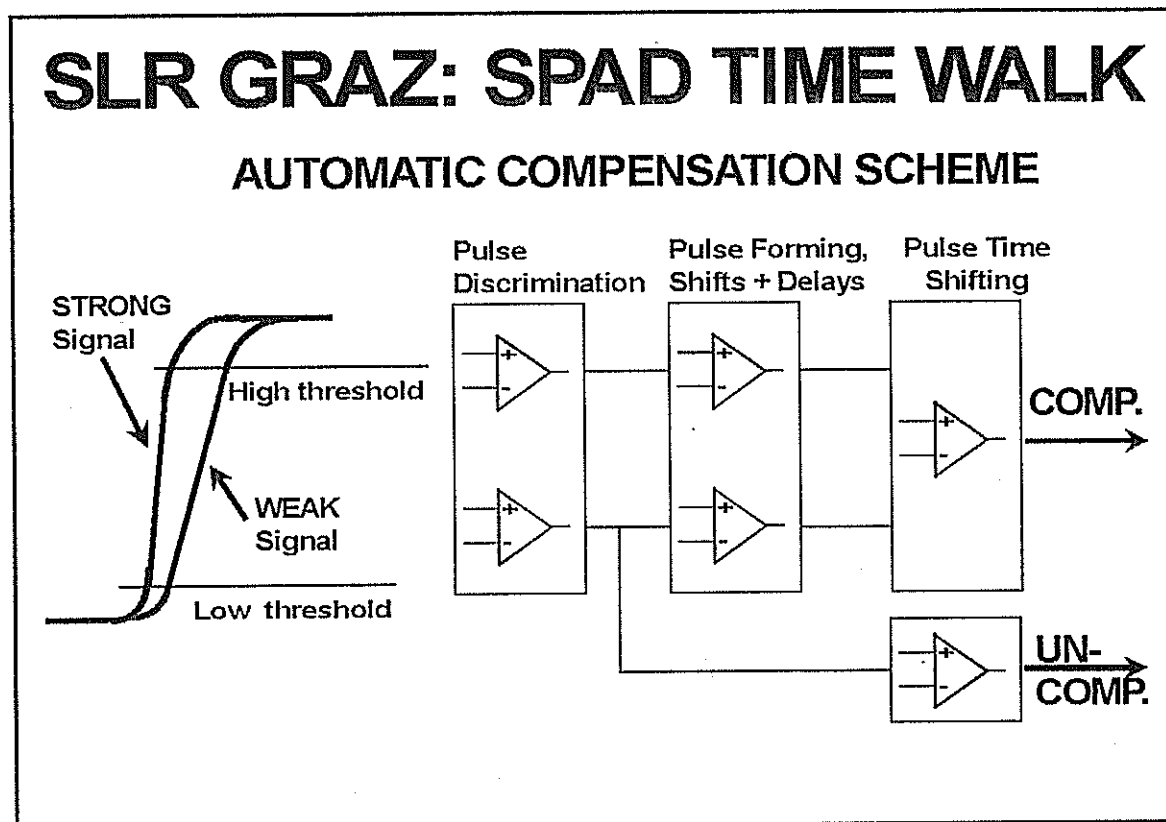 SLR GRAZ: SPAD TIME WALK
AUTOMATIC COMPENSATION SCHEME
Pulse
Discrimination
Pulse Forming,
Shifts + Delays
Pulse Time
Shifting
STRONG
Signal
High threshold
WEAK
Signal
Low threshold
+
-
+
-
+
-
+
-
+
-
COMP.
+
-
UN-
COMP.